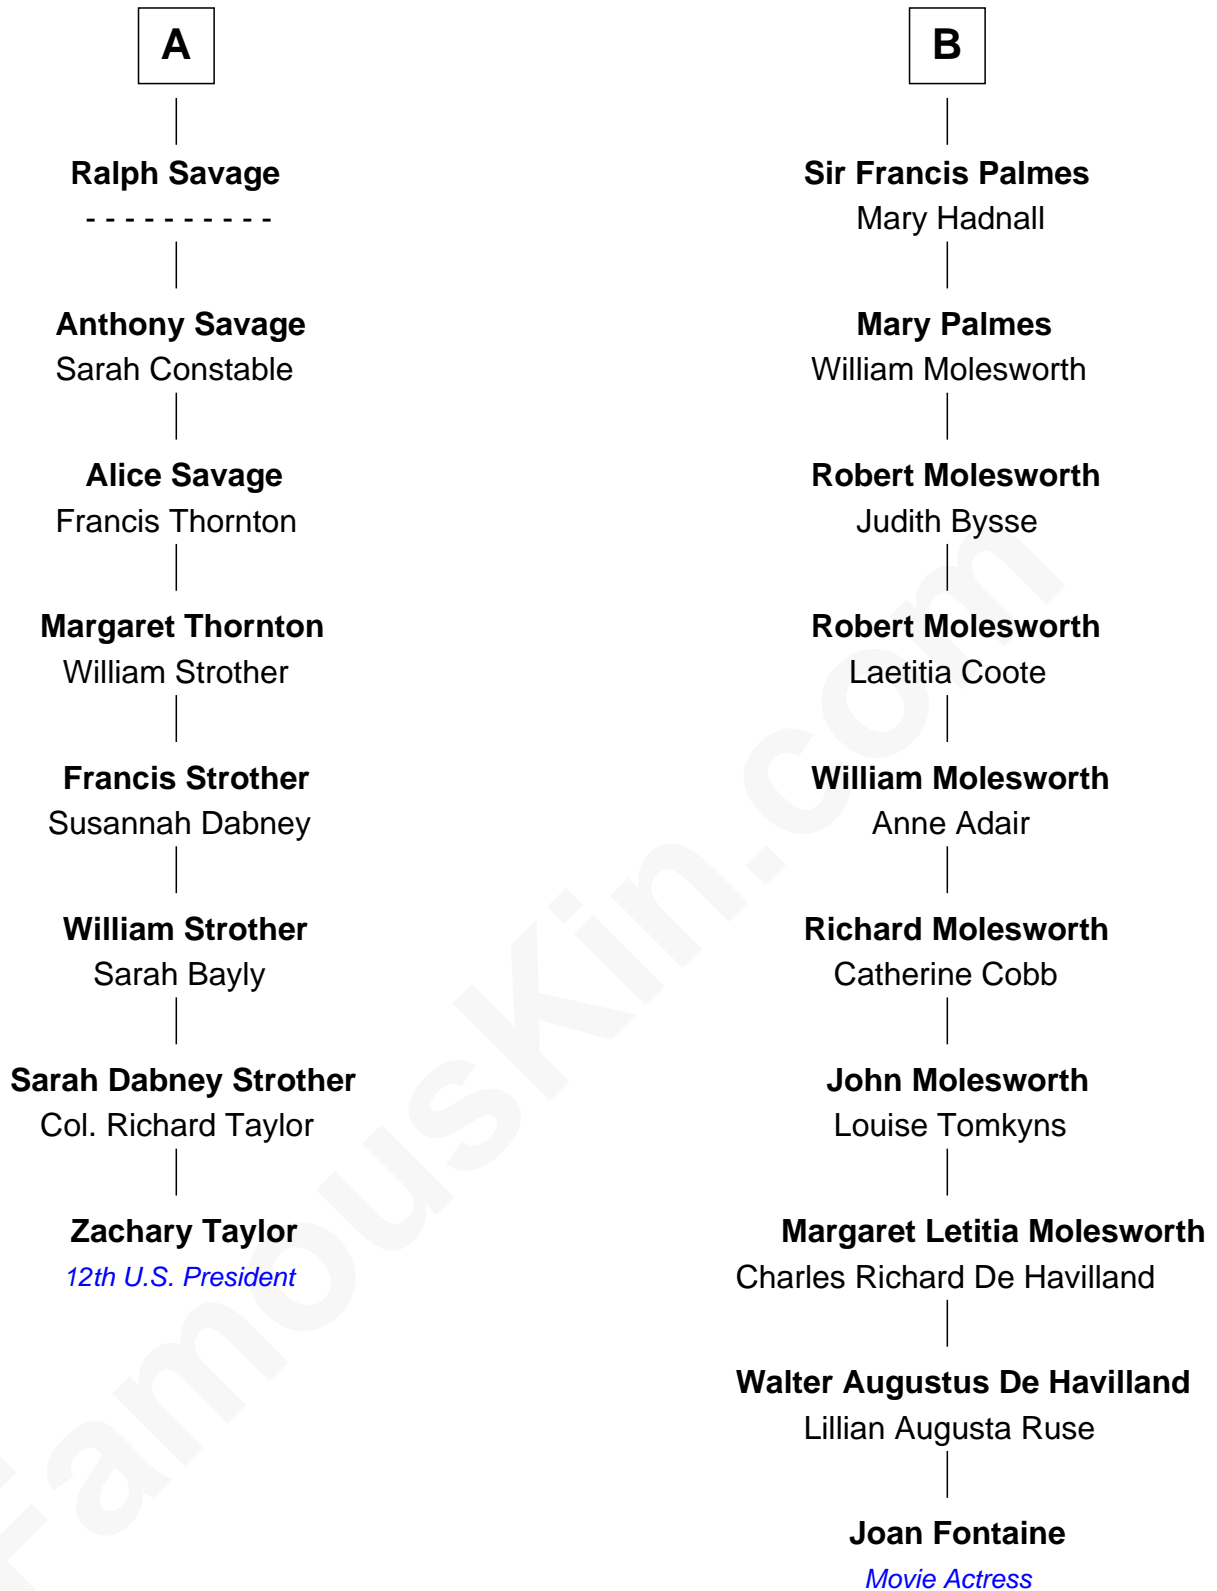 A
Ralph Savage
- - - - - - - - - -
Anthony Savage
Sarah Constable
Alice Savage
Francis Thornton
Margaret Thornton
William Strother
Francis Strother
Susannah Dabney
William Strother
Sarah Bayly
Sarah Dabney Strother
Col. Richard Taylor
Zachary Taylor
12th U.S. President
B
Sir Francis Palmes
Mary Hadnall
Mary Palmes
William Molesworth
Robert Molesworth
Judith Bysse
Robert Molesworth
Laetitia Coote
William Molesworth
Anne Adair
Richard Molesworth
Catherine Cobb
John Molesworth
Louise Tomkyns
Margaret Letitia Molesworth
Charles Richard De Havilland
Walter Augustus De Havilland
Lillian Augusta Ruse
Joan Fontaine
Movie Actress
FamousKin.com